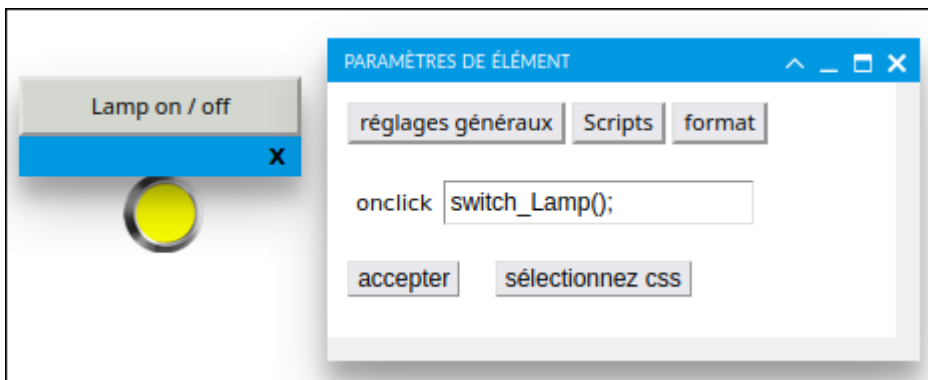 Lamp on / off
X
PARAMÈTRES DE ÉLÉMENT
réglages généraux Scripts format
onclick switch_Lamp();
accepter sélectionnez css